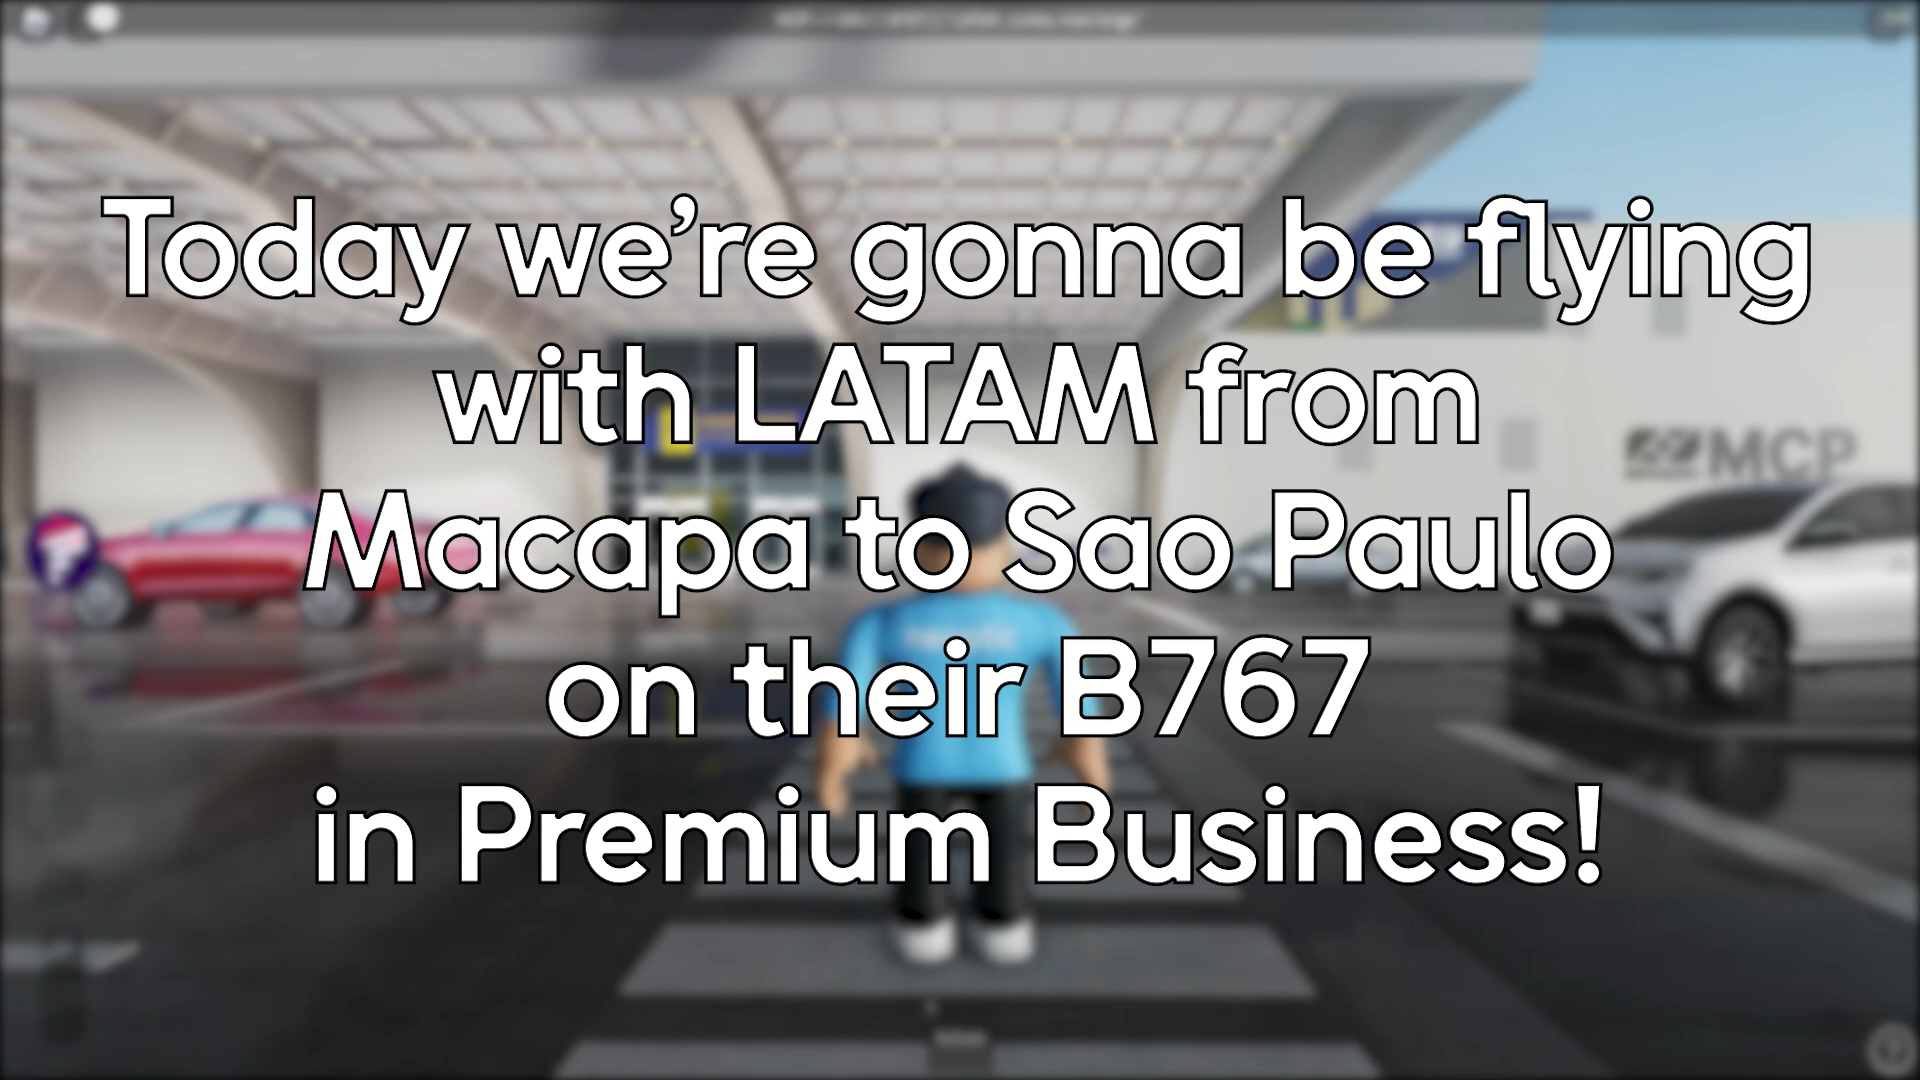 Today we’re gonna be flying
with LATAM from
Macapa to Sao Paulo
on their B767
in Premium Business!
MCP